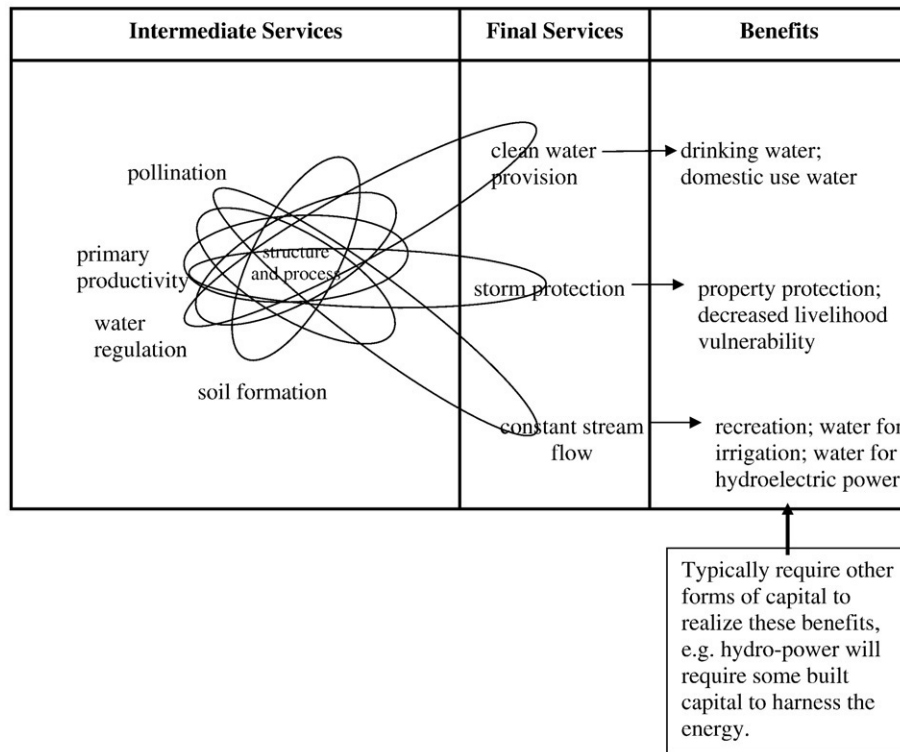 Intermediate Services
Final Services
Benefits
pollination
primary
productivity
water
regulation
soil formation
structure
and process
clean water
provision
storm protection
constant stream
flow
drinking water;
domestic use water
property protection;
decreased livelihood
vulnerability
recreation; water for
irrigation; water for
hydroelectric power
Typically require other
forms of capital to
realize these benefits,
e.g. hydro-power will
require some built
capital to harness the
energy.